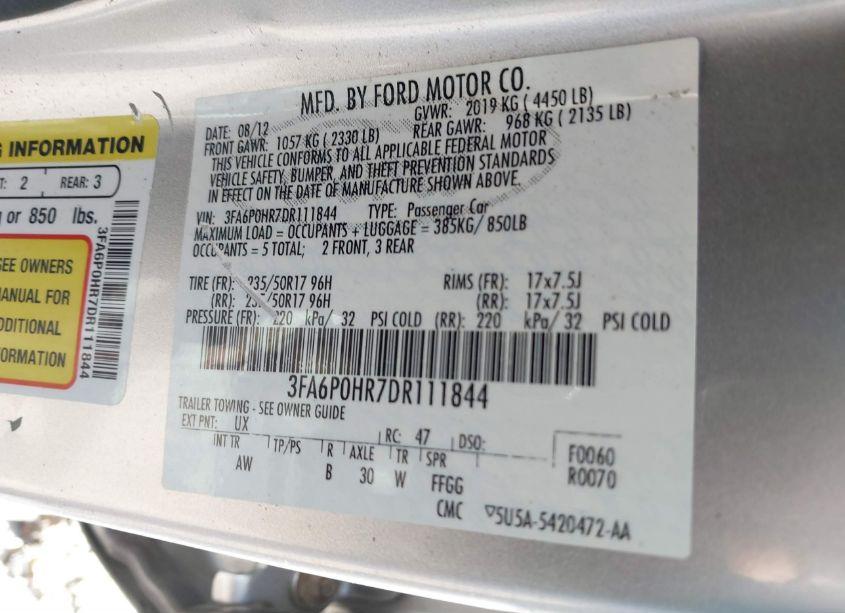 G INFORMATION
T: 2 REAR: 3
g or 850 lbs.
SEE OWNERS
MANUAL FOR
ADDITIONAL
FORMATION
3FA6P0HR7DR111844
MFD. BY FORD MOTOR CO.
DATE: 08/12 GVWR: 2019 KG ( 4450 LB)
FRONT GAWR: 1057 KG ( 2330 LB) REAR GAWR: 968 KG ( 2135 LB)
THIS VEHICLE CONFORMS TO ALL APPLICABLE FEDERAL MOTOR
VEHICLE SAFETY, BUMPER, AND THEFT PREVENTION STANDARDS
IN EFFECT ON THE DATE OF MANUFACTURE SHOWN ABOVE.
VIN: 3FA6P0HR7DR111844 TYPE: Passenger Car
MAXIMUM LOAD = OCCUPANTS + LUGGAGE = 385KG/ 850LB
OCCUPANTS = 5 TOTAL; 2 FRONT, 3 REAR
TIRE (FR): 235/50R17 96H RIMS (FR): 17x7.5J
(RR): 235/50R17 96H (RR): 17x7.5J
PRESSURE (FR): 220 kPa/ 32 PSI COLD (RR): 220 kPa/ 32 PSI COLD
3FA6P0HR7DR111844
TRAILER TOWING - SEE OWNER GUIDE
EXT PNT: UX RC: 47 DSO:
INT TR TP/PS R AXLE TR SPR F0060
AW B 30 W FFGG R0070
CMC 5U5A-5420472-AA